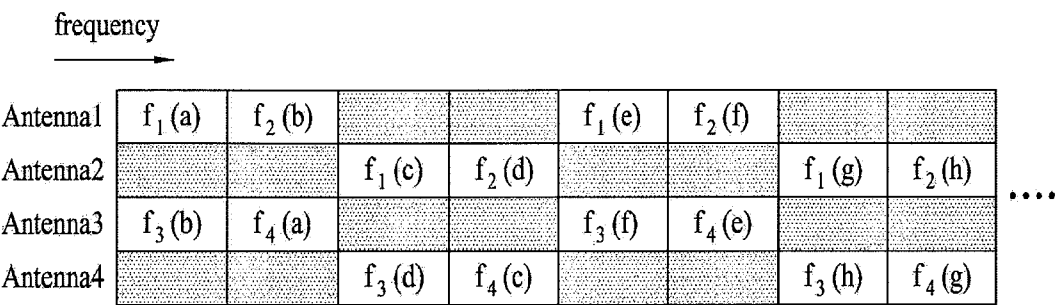 frequency
Antenna1 f₁(a) f₂(b) f₁(e) f₂(f)
Antenna2 f₁(c) f₂(d) f₁(g) f₂(h)
Antenna3 f₃(b) f₄(a) f₃(f) f₄(e)
Antenna4 f₃(d) f₄(c) f₃(h) f₄(g)
....